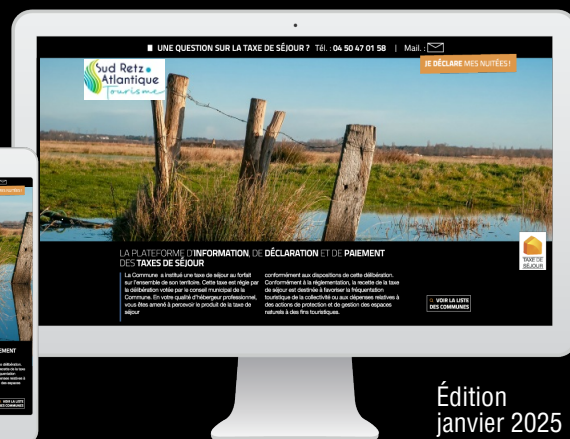 UNE QUESTION SUR LA TAXE DE SÉJOUR ? Tél. : 04 50 47 01 58 | Mail. :
JE DÉCLARE MES NUITÉES !
Sud Retz
Atlantique
Tourisme
LA PLATEFORME D'INFORMATION, DE DÉCLARATION ET DE PAIEMENT
DES TAXES DE SÉJOUR
La Commune a institué une taxe de séjour au forfait
sur l'ensemble de son territoire. Cette taxe est régie par
la délibération votée par le conseil municipal de la
Commune. En votre qualité d'hébergeur professionnel,
vous êtes amené à percevoir le produit de la taxe de
séjour
conformément aux dispositions de cette délibération.
Conformément à la règlementation, la recette de la taxe
de séjour est destinée à favoriser la fréquentation
touristique de la collectivité ou aux dépenses relatives à
des actions de protection et de gestion des espaces
naturels à des fins touristiques.
TAXE DE
SÉJOUR
VOIR LA LISTE
DES COMMUNES
Édition
janvier 2025